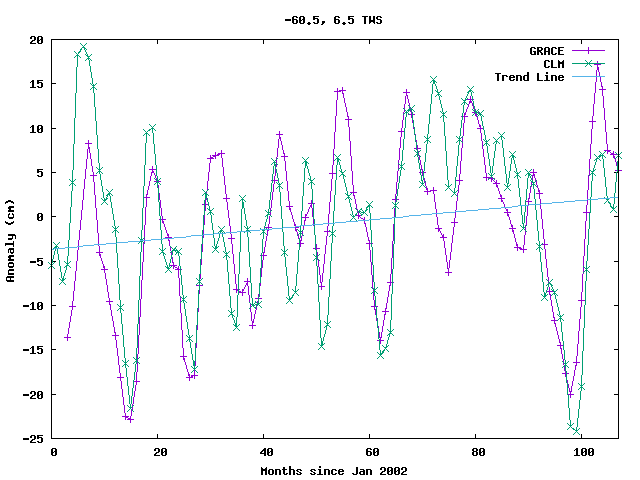 -60.5, 6.5 TWS
GRACE
CLM
Trend Line
20
15
10
5
0
-5
-10
-15
-20
-25
Anomaly (cm)
0 20 40 60 80 100
Months since Jan 2002